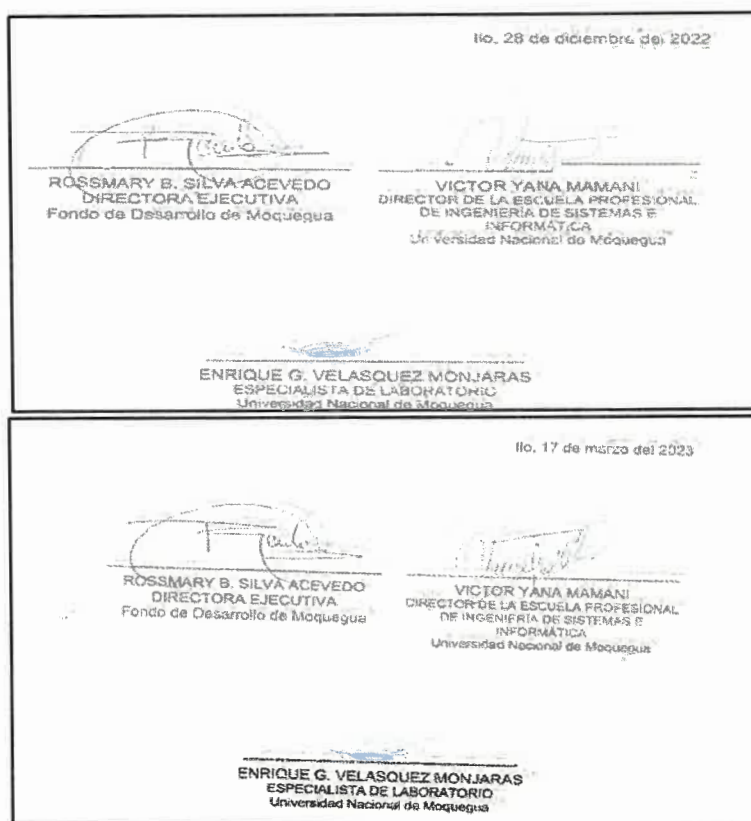 Ilo, 28 de diciembre del 2022
ROSSMARY B. SILVA ACEVEDO
DIRECTORA EJECUTIVA
Fondo de Desarrollo de Moquegua
VICTOR YANA MAMANI
DIRECTOR DE LA ESCUELA PROFESIONAL
DE INGENIERÍA DE SISTEMAS E
INFORMÁTICA
Universidad Nacional de Moquegua
ENRIQUE G. VELASQUEZ MONJARAS
ESPECIALISTA DE LABORATORIO
Universidad Nacional de Moquegua
Ilo, 17 de marzo del 2023
ROSSMARY B. SILVA ACEVEDO
DIRECTORA EJECUTIVA
Fondo de Desarrollo de Moquegua
VICTOR YANA MAMANI
DIRECTOR DE LA ESCUELA PROFESIONAL
DE INGENIERÍA DE SISTEMAS E
INFORMÁTICA
Universidad Nacional de Moquegua
ENRIQUE G. VELASQUEZ MONJARAS
ESPECIALISTA DE LABORATORIO
Universidad Nacional de Moquegua